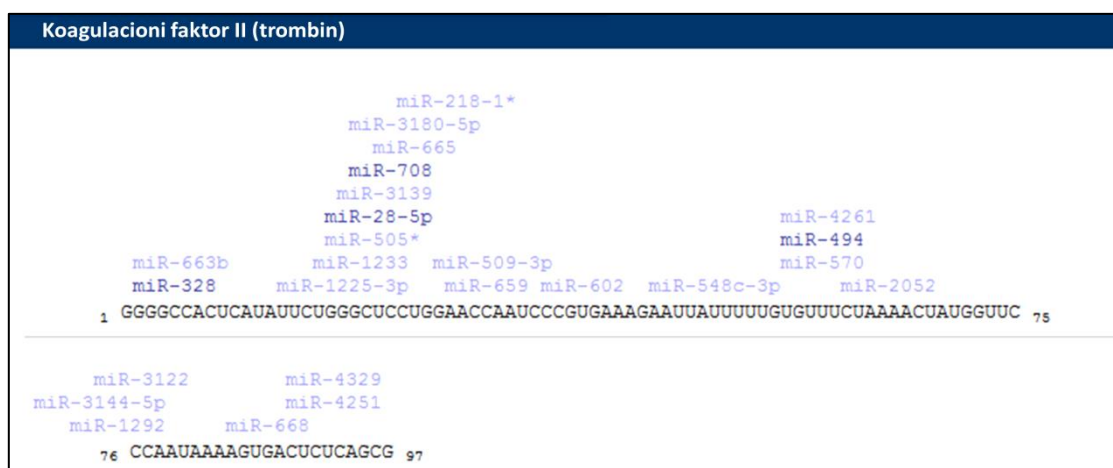 Koagulacioni faktor II (trombin)
miR-218-1*
miR-3180-5p
miR-665
miR-708
miR-3139
miR-28-5p miR-4261
miR-505* miR-494
miR-663b miR-1233 miR-509-3p miR-570
miR-328 miR-1225-3p miR-659 miR-602 miR-548c-3p miR-2052
1 GGGGCCACUCAUAUUCUGGGCUCCUGGAACCAAUCCCGUGAAAGAAUUAUUUUUGUGUUUCUAAAACUAUGGUUC 75
miR-3122 miR-4329
miR-3144-5p miR-4251
miR-1292 miR-668
76 CCAAUAAAAGUGACUCUCAGCG 97